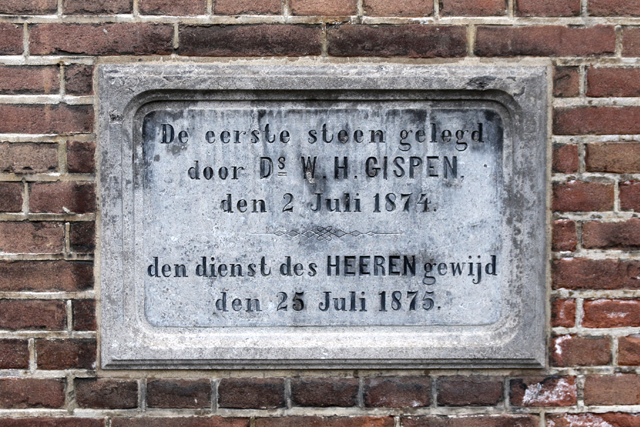 De eerste steen gelegd
door Ds W. H. GISPEN.
den 2 Juli 1874.
den dienst des HEEREN gewijd
den 25 Juli 1875.